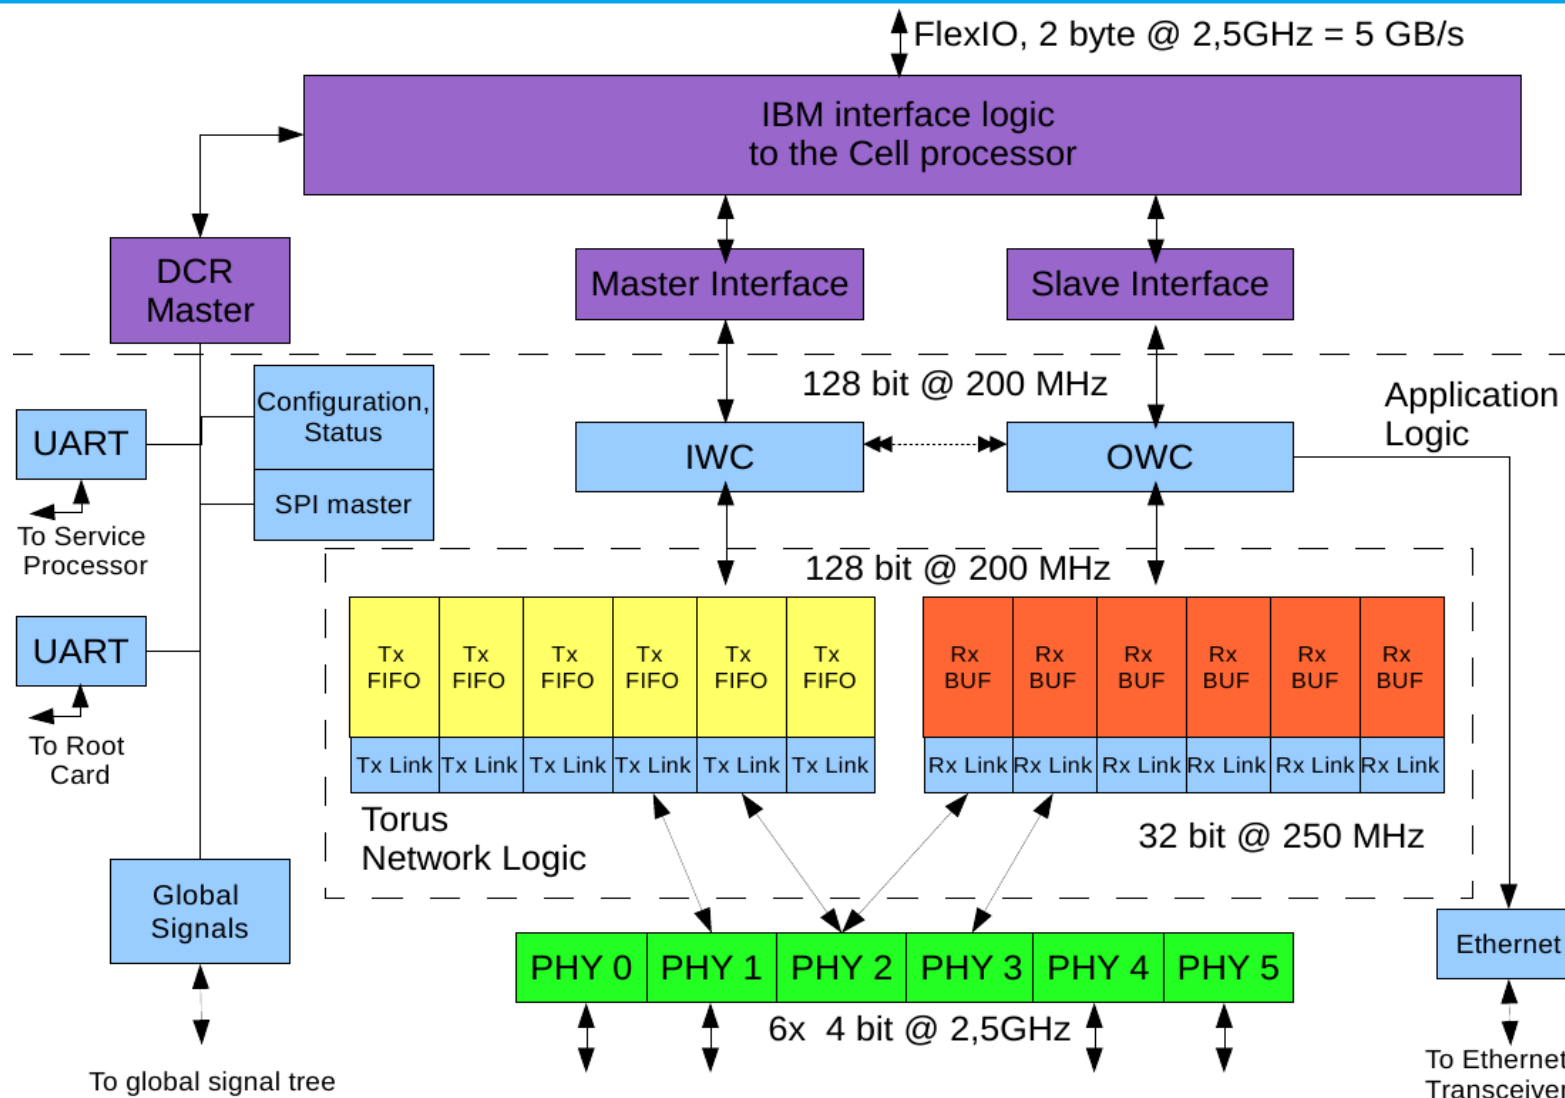 FlexIO, 2 byte @ 2,5GHz = 5 GB/s
IBM interface logic
to the Cell processor
DCR
Master
Master Interface
Slave Interface
128 bit @ 200 MHz
Application
Logic
Configuration,
Status
UART
IWC
OWC
SPI master
To Service
Processor
128 bit @ 200 MHz
UART
To Root
Card
Tx
FIFO
Tx
FIFO
Tx
FIFO
Tx
FIFO
Tx
FIFO
Tx
FIFO
Rx
BUF
Rx
BUF
Rx
BUF
Rx
BUF
Rx
BUF
Rx
BUF
Tx Link
Tx Link
Tx Link
Tx Link
Tx Link
Tx Link
Rx Link
Rx Link
Rx Link
Rx Link
Rx Link
Rx Link
Torus
Network Logic
32 bit @ 250 MHz
Global
Signals
PHY 0
PHY 1
PHY 2
PHY 3
PHY 4
PHY 5
Ethernet
6x 4 bit @ 2,5GHz
To global signal tree
To Ethernet
Transceiver